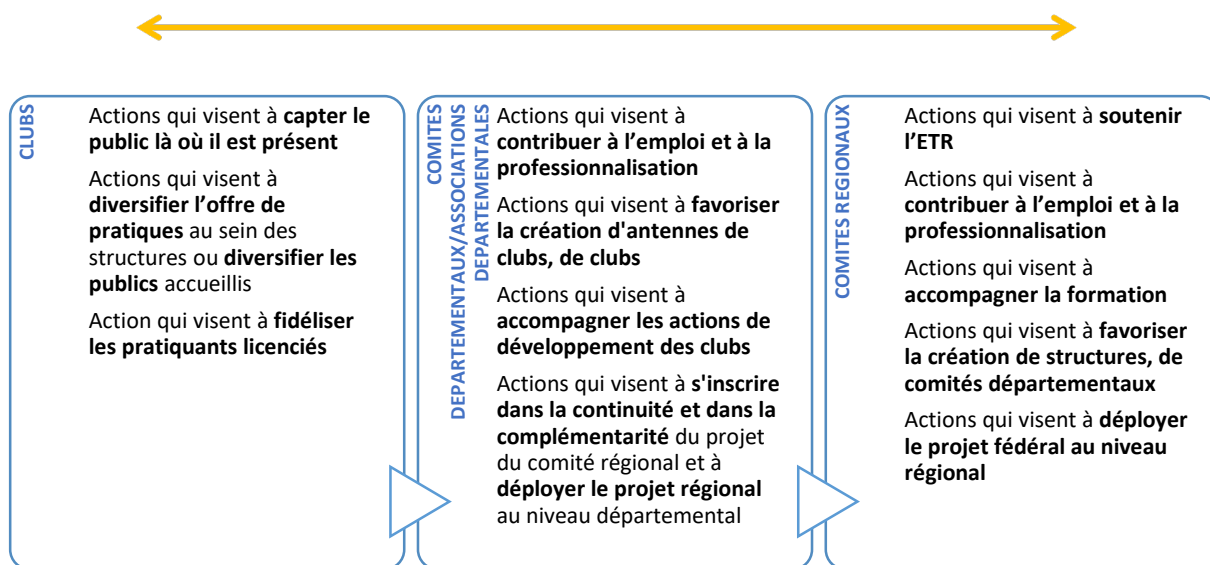 CLUBS
Actions qui visent à capter le
public là où il est présent
Actions qui visent à
diversifier l’offre de
pratiques au sein des
structures ou diversifier les
publics accueillis
Action qui visent à fidéliser
les pratiquants licenciés
COMITES
DEPARTEMENTAUX/ASSOCIATIONS
DEPARTEMENTALES
Actions qui visent à
contribuer à l’emploi et à la
professionnalisation
Actions qui visent à favoriser
la création d'antennes de
clubs, de clubs
Actions qui visent à
accompagner les actions de
développement des clubs
Actions qui visent à s'inscrire
dans la continuité et dans la
complémentarité du projet
du comité régional et à
déployer le projet régional
au niveau départemental
COMITES REGIONAUX
Actions qui visent à soutenir
l’ETR
Actions qui visent à
contribuer à l’emploi et à la
professionnalisation
Actions qui visent à
accompagner la formation
Actions qui visent à favoriser
la création de structures, de
comités départementaux
Actions qui visent à déployer
le projet fédéral au niveau
régional